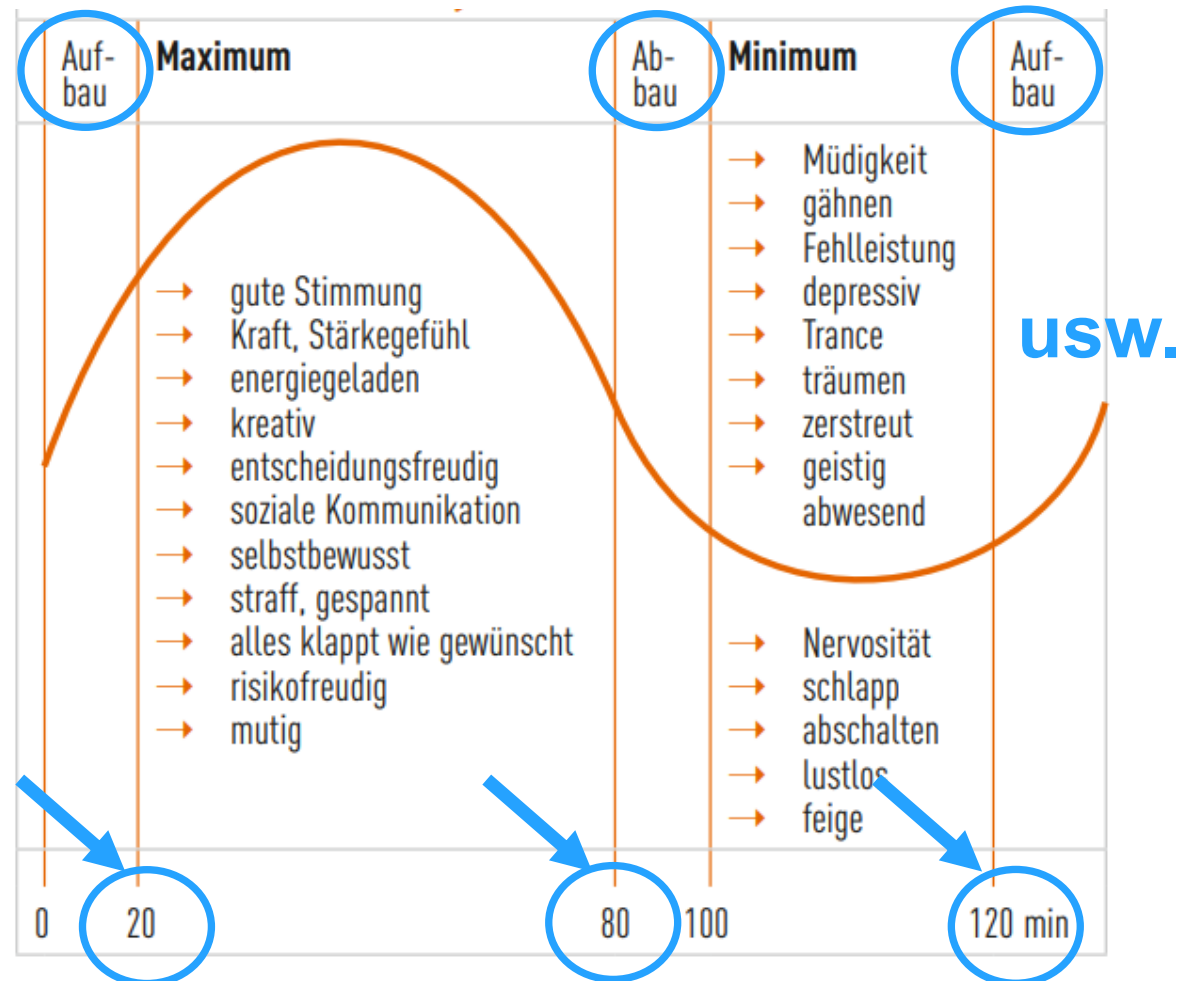 Auf-
bau
Maximum
Ab-
bau
Minimum
Auf-
bau
→ gute Stimmung
→ Kraft, Stärkegefühl
→ energiegeladen
→ kreativ
→ entscheidungsfreudig
→ soziale Kommunikation
→ selbstbewusst
→ straff, gespannt
→ alles klappt wie gewünscht
→ risikofreudig
→ mutig
→ Müdigkeit
→ gähnen
→ Fehlleistung
→ depressiv
→ Trance
→ träumen
→ zerstreut
→ geistig
abwesend
→ Nervosität
→ schlapp
→ abschalten
→ lustlos
→ feige
usw.
0 20 80 100 120 min